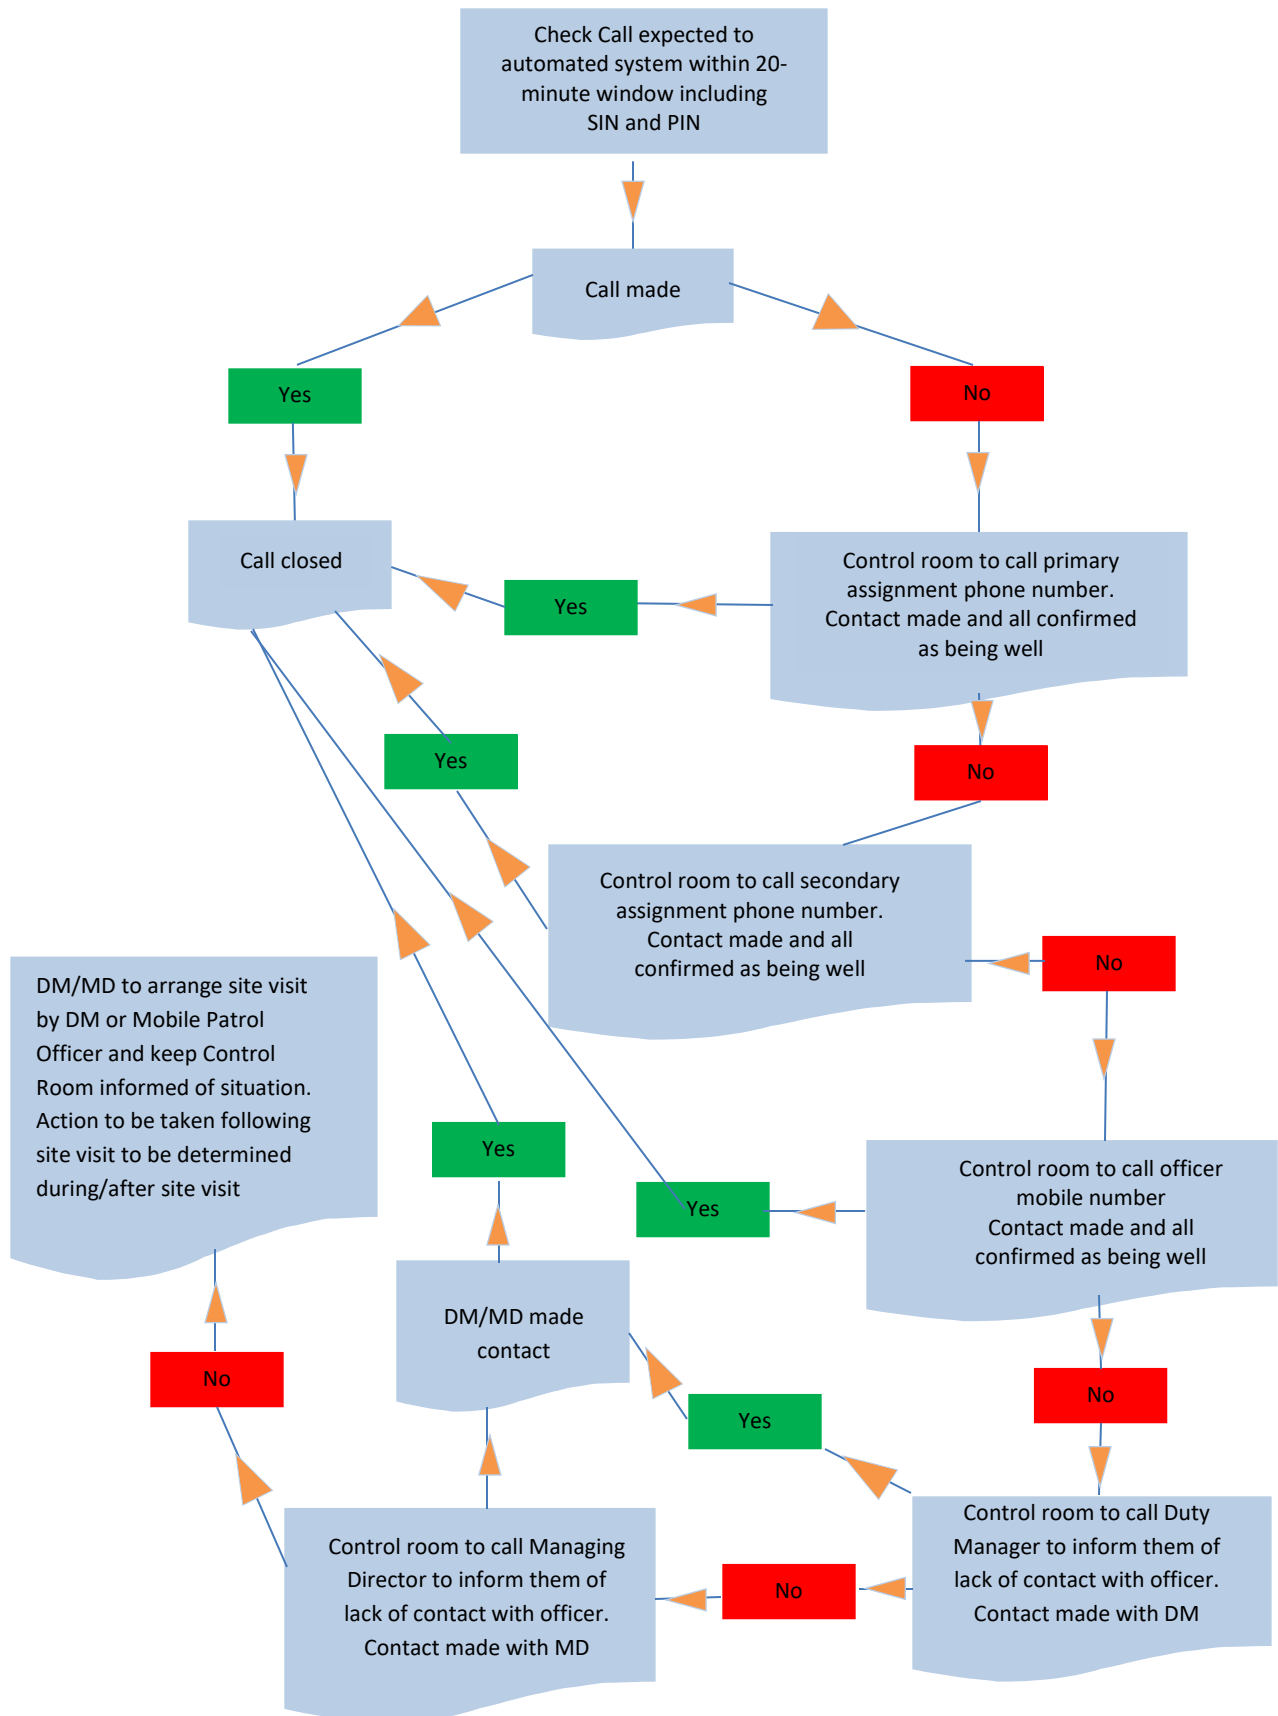 Check Call expected to
automated system within 20-
minute window including
SIN and PIN
Call made
Yes
No
Call closed
Yes
Control room to call primary
assignment phone number.
Contact made and all confirmed
as being well
Yes
No
Control room to call secondary
assignment phone number.
Contact made and all
confirmed as being well
No
DM/MD to arrange site visit
by DM or Mobile Patrol
Officer and keep Control
Room informed of situation.
Action to be taken following
site visit to be determined
during/after site visit
Yes
Yes
Control room to call officer
mobile number
Contact made and all
confirmed as being well
DM/MD made
contact
No
No
Yes
Control room to call Managing
Director to inform them of
lack of contact with officer.
Contact made with MD
No
Control room to call Duty
Manager to inform them of
lack of contact with officer.
Contact made with DM